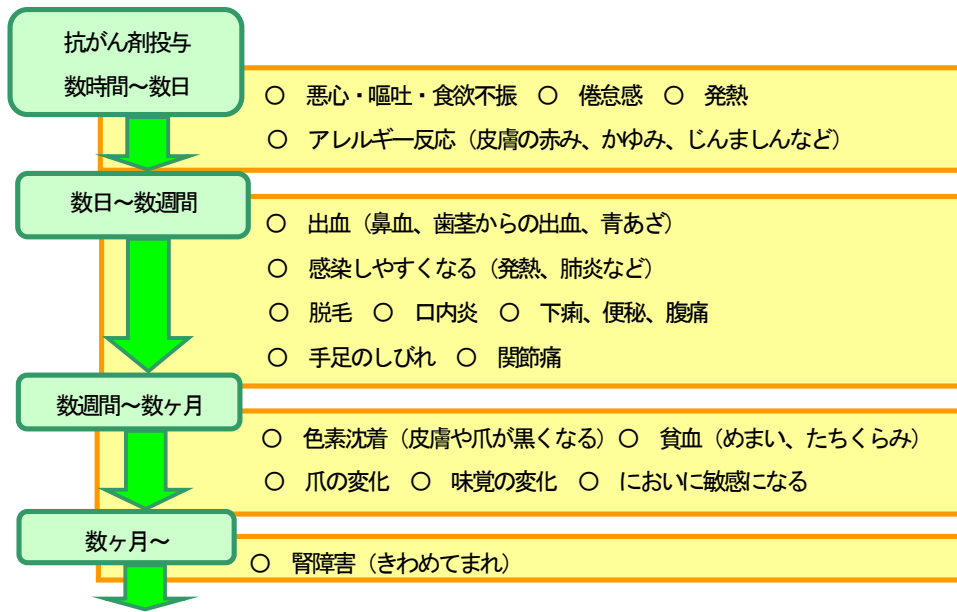 抗がん剤投与
数時間~数日
○ 悪心・嘔吐・食欲不振 ○ 倦怠感 ○ 発熱
○ アレルギー反応（皮膚の赤み、かゆみ、じんましんなど）
数日~数週間
○ 出血（鼻血、歯茎からの出血、青あざ）
○ 感染しやすくなる（発熱、肺炎など）
○ 脱毛 ○ 口内炎 ○ 下痢、便秘、腹痛
○ 手足のしびれ ○ 関節痛
数週間~数ヶ月
○ 色素沈着（皮膚や爪が黒くなる）○ 貧血（めまい、たちくらみ）
○ 爪の変化 ○ 味覚の変化 ○ においに敏感になる
数ヶ月~
○ 腎障害（きわめてまれ）